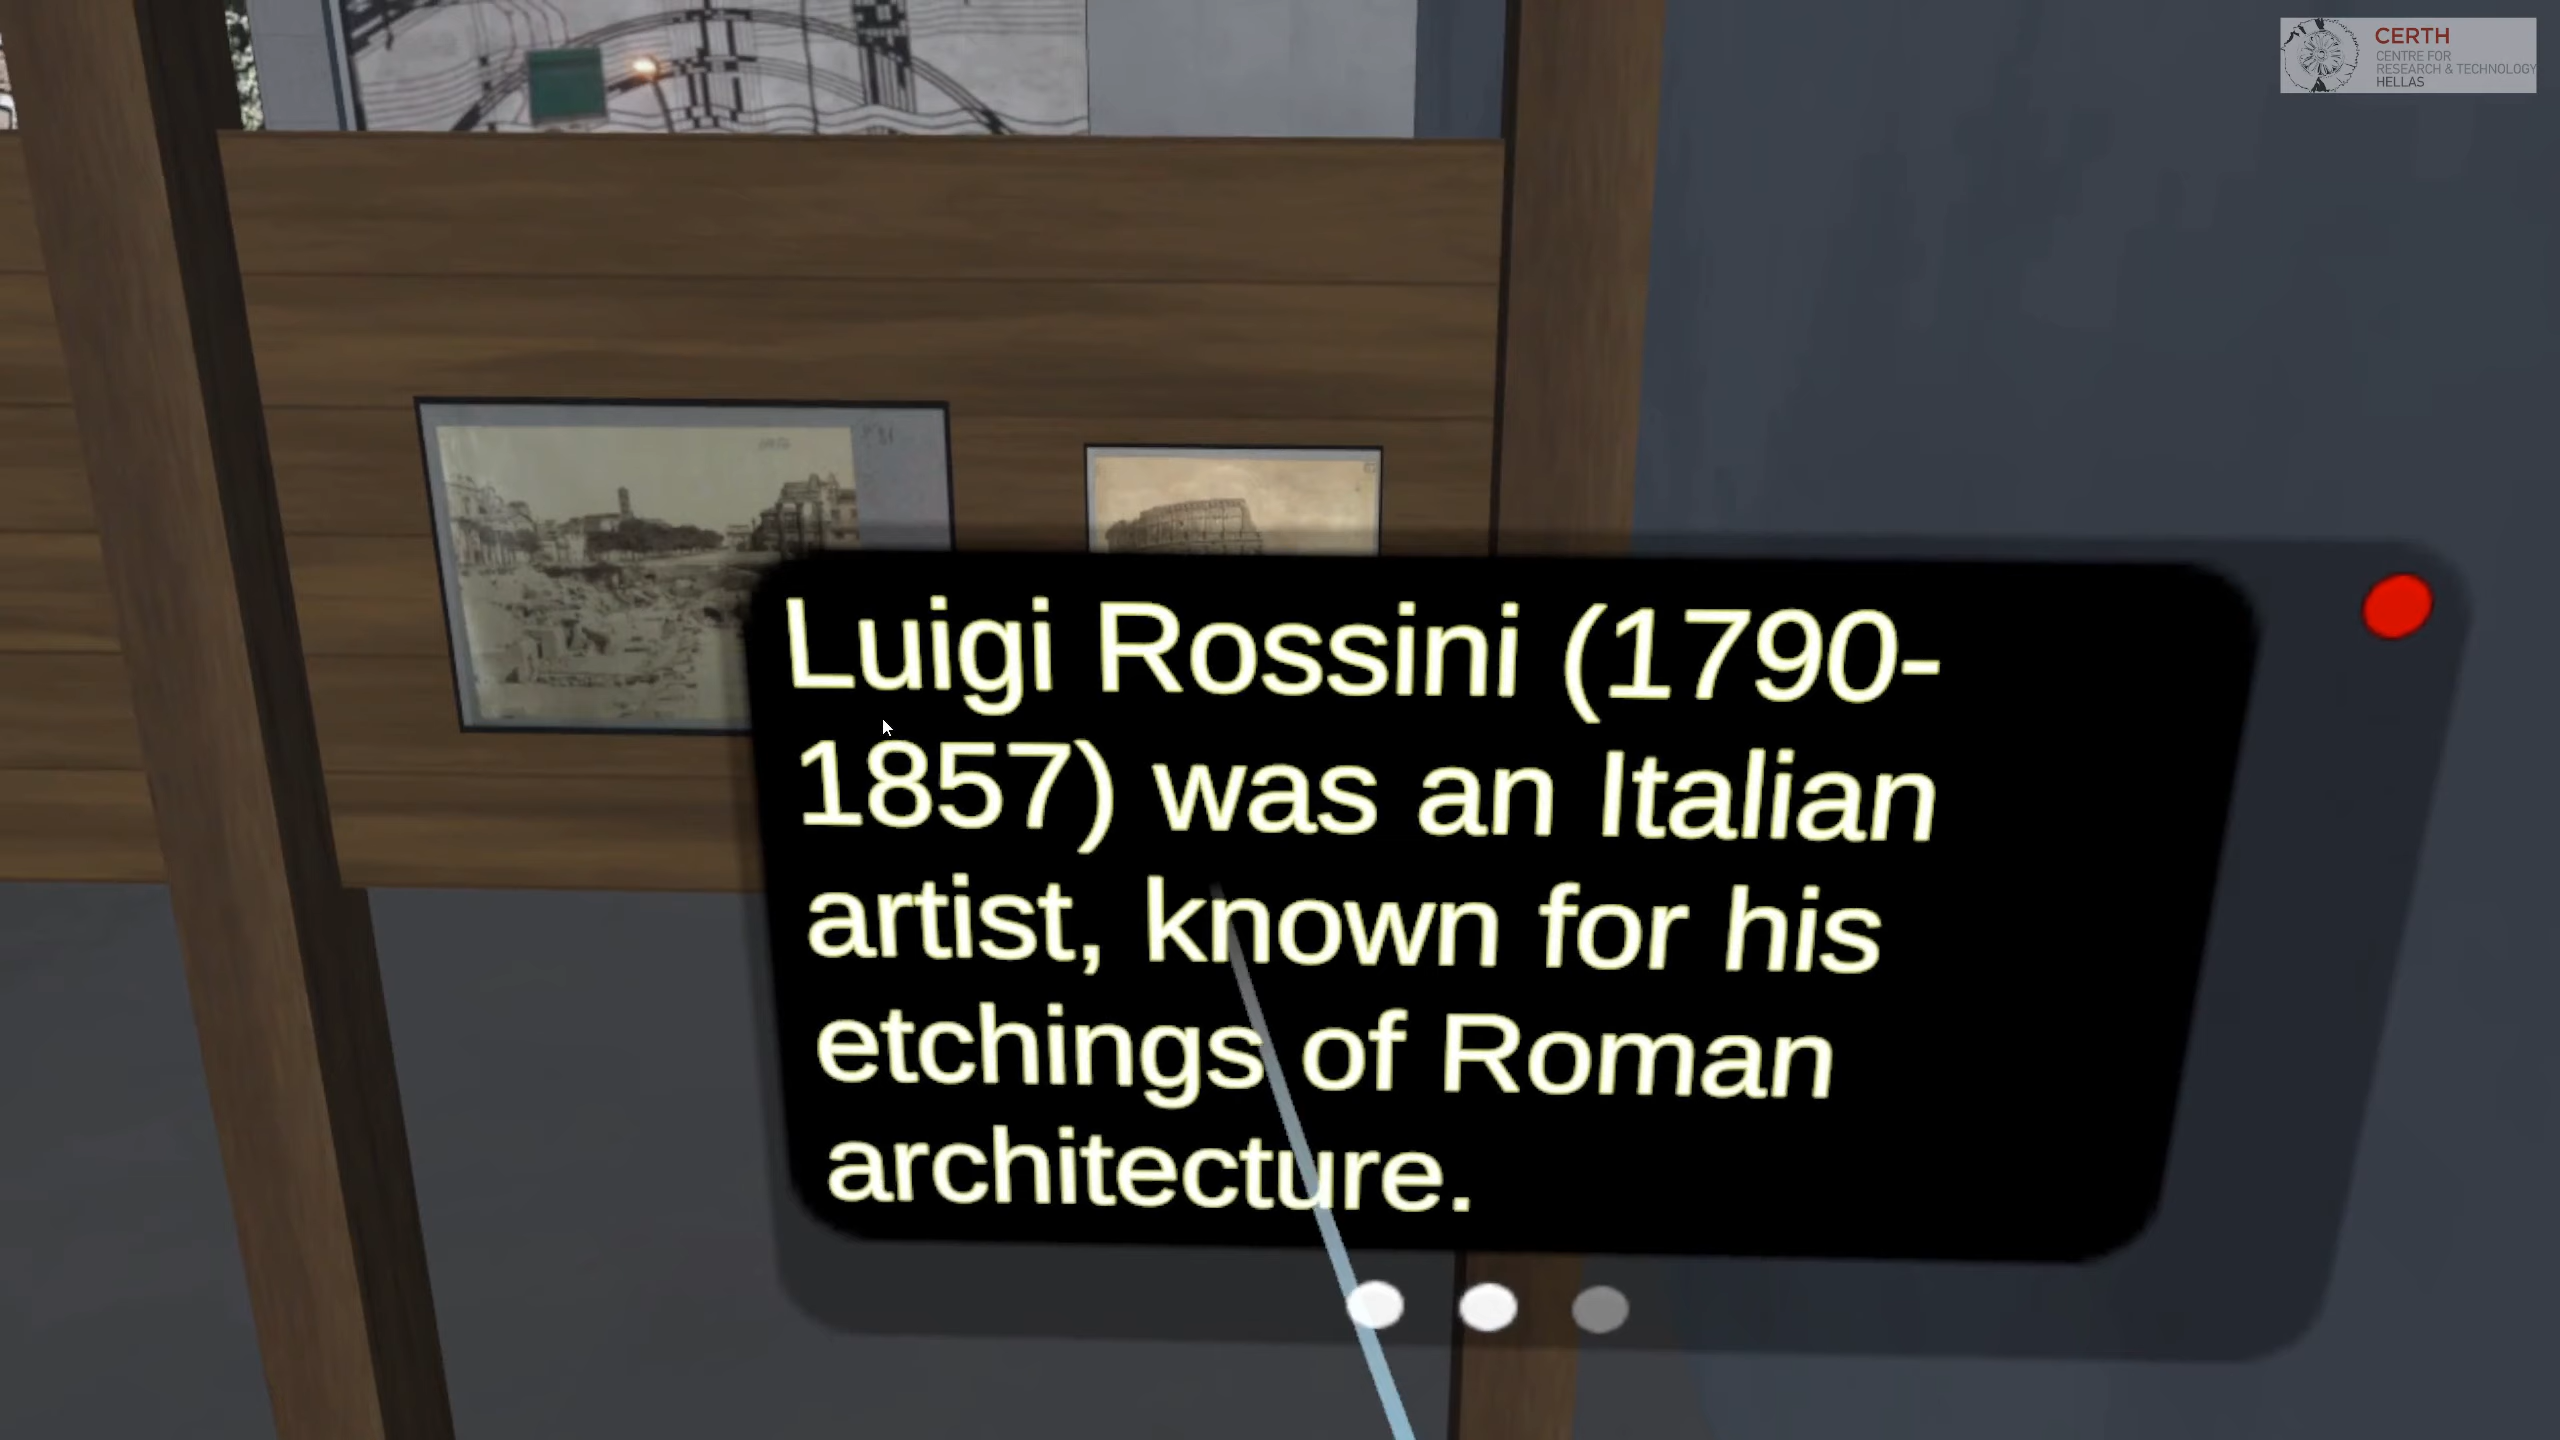 CERTH
CENTRE FOR
RESEARCH & TECHNOLOGY
HELLAS
Luigi Rossini (1790-
1857) was an Italian
artist, known for his
etchings of Roman
architecture.